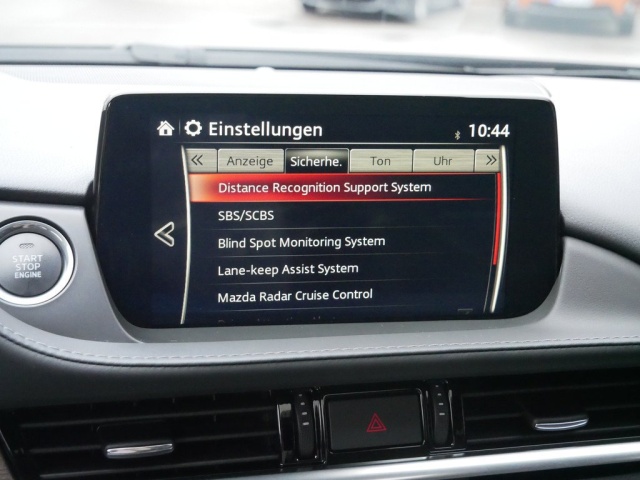 Einstellungen 10:44
« Anzeige Sicherhe. Ton Uhr »
Distance Recognition Support System
SBS/SCBS
Blind Spot Monitoring System
Lane-keep Assist System
Mazda Radar Cruise Control
START
STOP
ENGINE